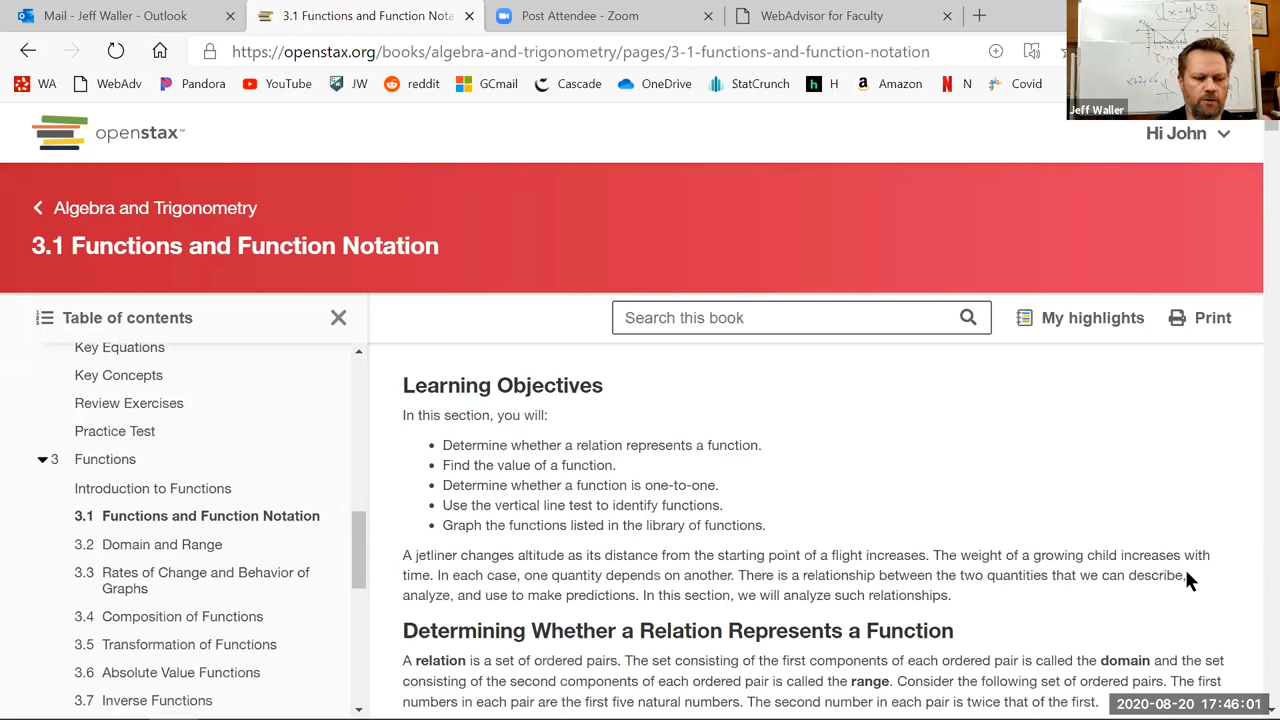 Mail - Jeff Waller - Outlook
3.1 Functions and Function Nota
Post Attendee - Zoom
WebAdvisor for Faculty
https://openstax.org/books/algebra-and-trigonometry/pages/3-1-functions-and-function-notation
WA WebAdv Pandora YouTube JW reddit GCmail Cascade OneDrive StatCrunch H Amazon N Covid
Jeff Waller
openstax™
Hi John
Algebra and Trigonometry
3.1 Functions and Function Notation
Table of contents
Search this book
My highlights
Print
Key Equations
Key Concepts
Review Exercises
Practice Test
3 Functions
Introduction to Functions
3.1 Functions and Function Notation
3.2 Domain and Range
3.3 Rates of Change and Behavior of
Graphs
3.4 Composition of Functions
3.5 Transformation of Functions
3.6 Absolute Value Functions
3.7 Inverse Functions
Learning Objectives
In this section, you will:
• Determine whether a relation represents a function.
• Find the value of a function.
• Determine whether a function is one-to-one.
• Use the vertical line test to identify functions.
• Graph the functions listed in the library of functions.
A jetliner changes altitude as its distance from the starting point of a flight increases. The weight of a growing child increases with
time. In each case, one quantity depends on another. There is a relationship between the two quantities that we can describe,
analyze, and use to make predictions. In this section, we will analyze such relationships.
Determining Whether a Relation Represents a Function
A relation is a set of ordered pairs. The set consisting of the first components of each ordered pair is called the domain and the set
consisting of the second components of each ordered pair is called the range. Consider the following set of ordered pairs. The first
numbers in each pair are the first five natural numbers. The second number in each pair is twice that of the first.
2020-08-20 17:46:01